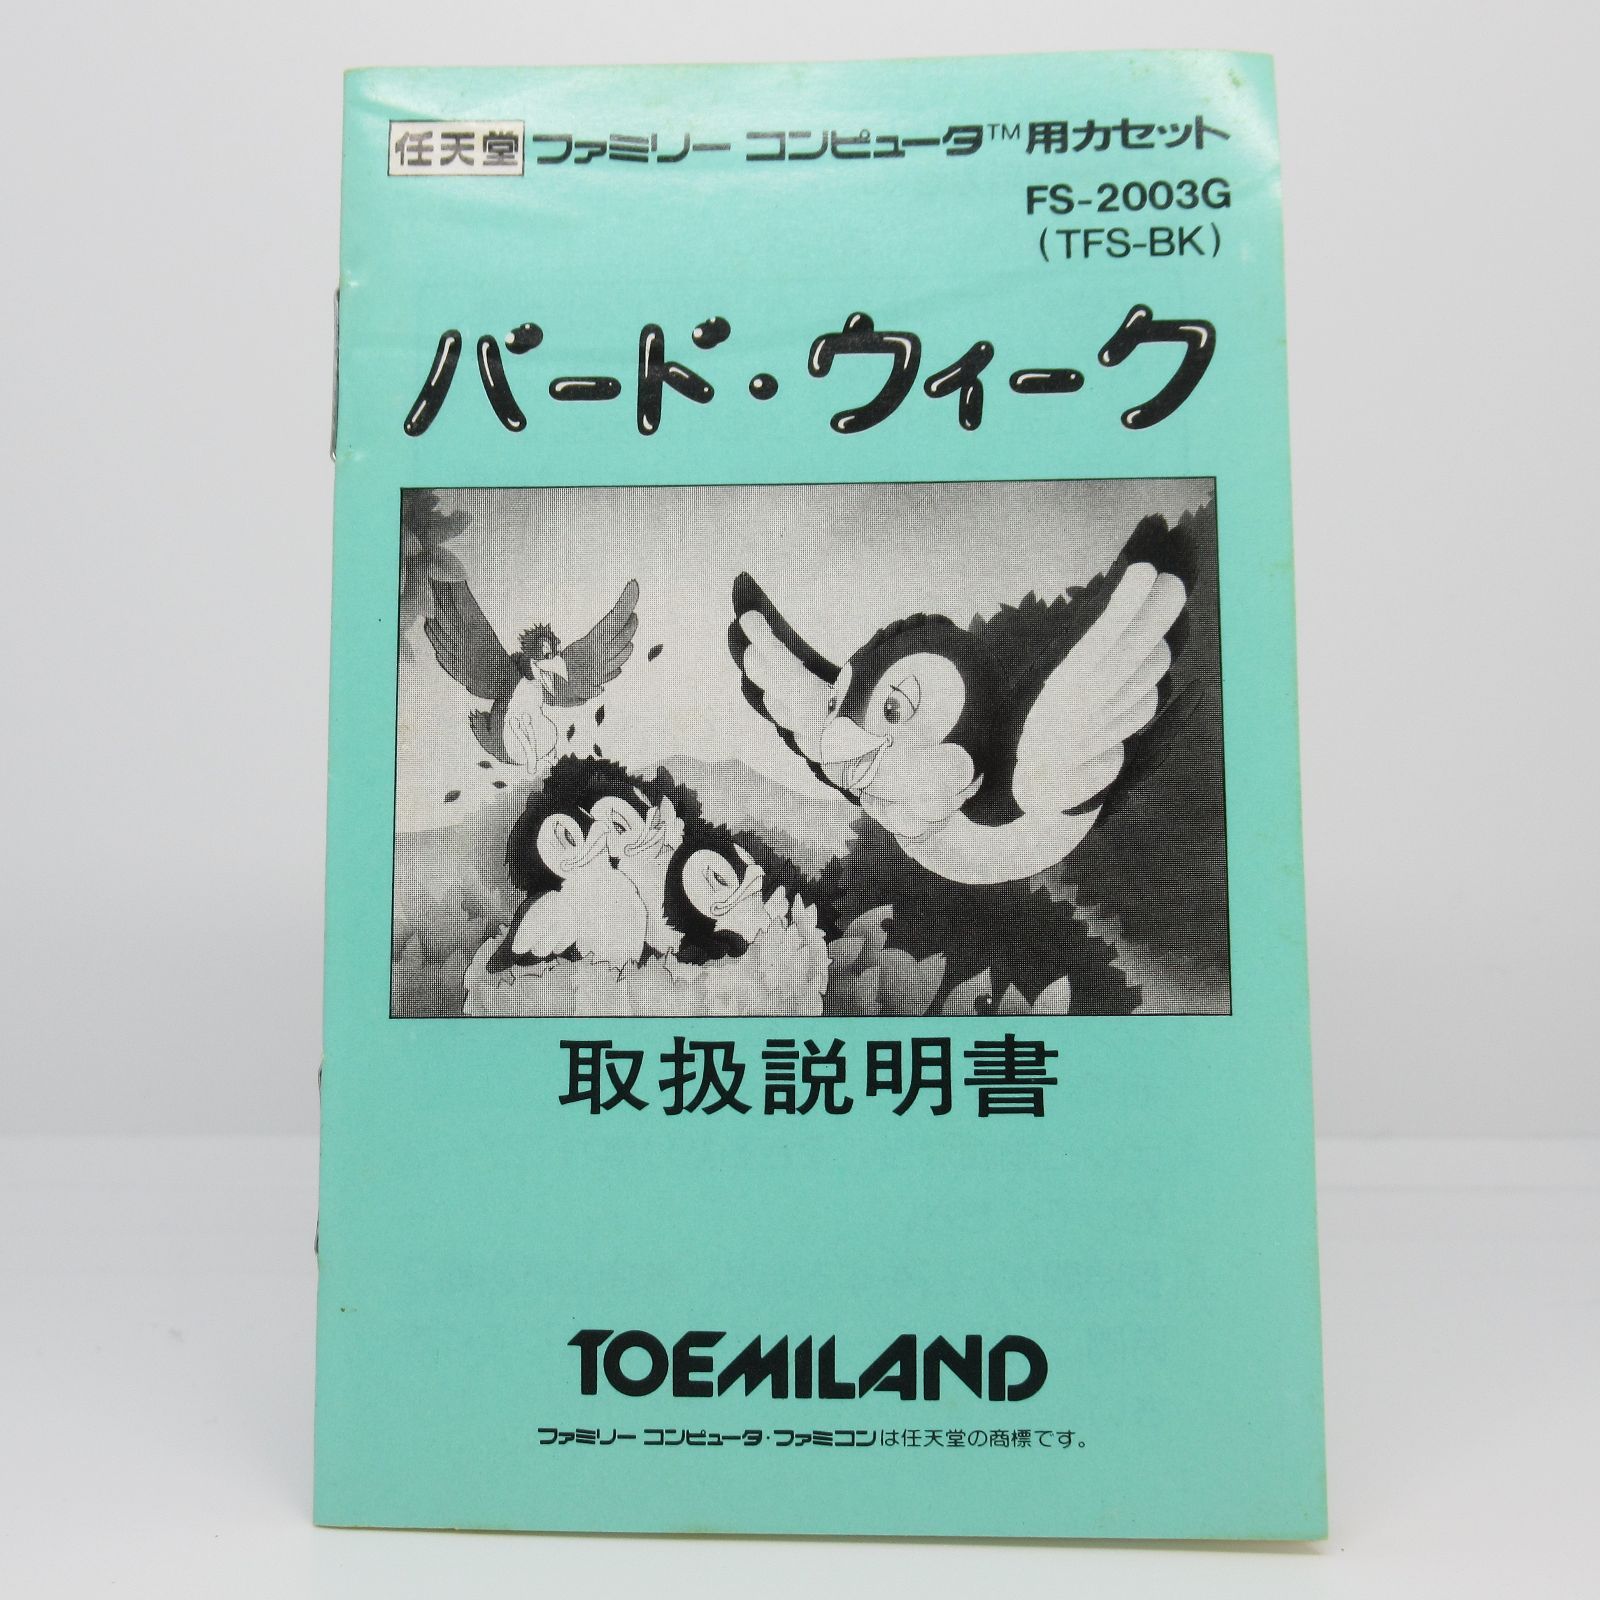 任天堂 ファミリー コンピュータ™用カセット
FS-2003G
(TFS-BK)
バード・ウィーク
取扱説明書
TOEMILAND
ファミリー コンピュータ・ファミコンは任天堂の商標です。